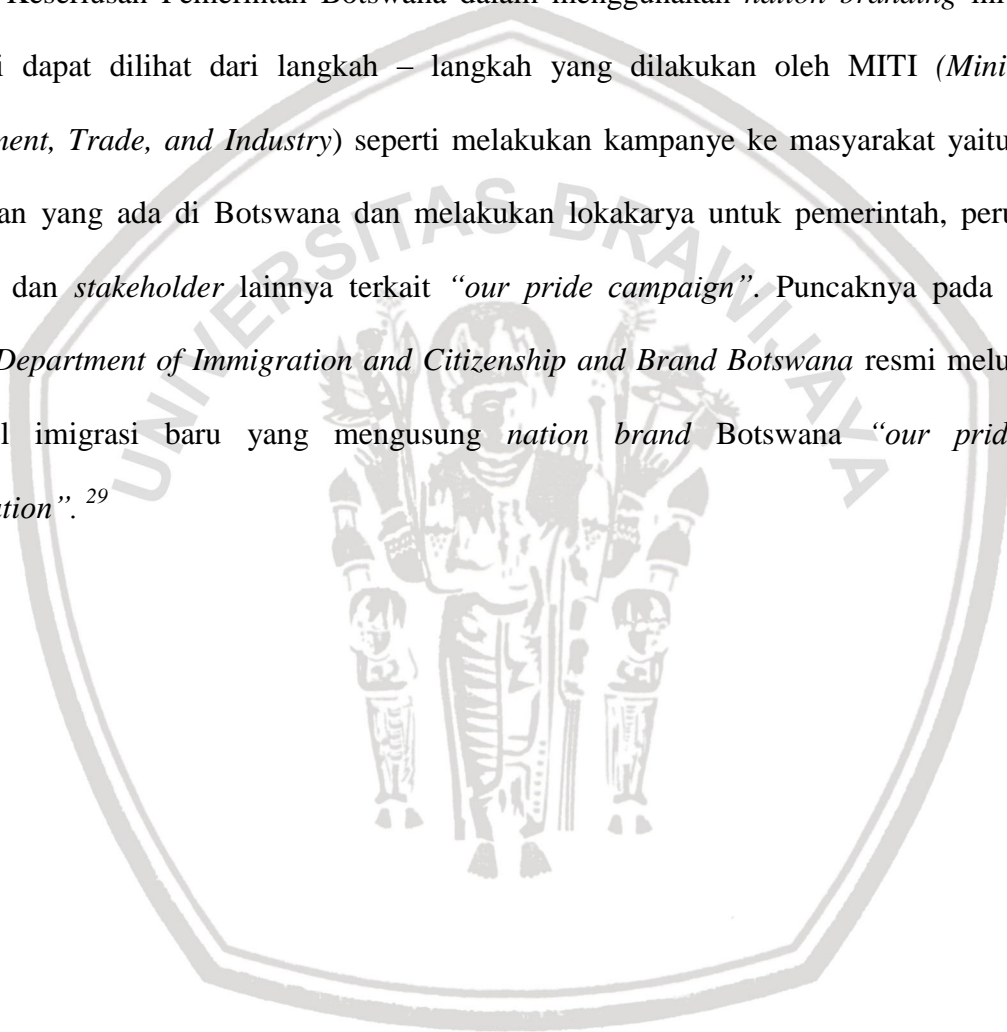 Keseriusan Pemerintah Botswana dalam menggunakan nation branding
i dapat dilihat dari langkah – langkah yang dilakukan oleh MITI (Mini
ment, Trade, and Industry) seperti melakukan kampanye ke masyarakat yaitu
an yang ada di Botswana dan melakukan lokakarya untuk pemerintah, peru
dan stakeholder lainnya terkait “our pride campaign”. Puncaknya pada
Department of Immigration and Citizenship and Brand Botswana resmi melu
l imigrasi baru yang mengusung nation brand Botswana “our prid
ation”. 29
UNIVERSITAS BRAWIJAYA